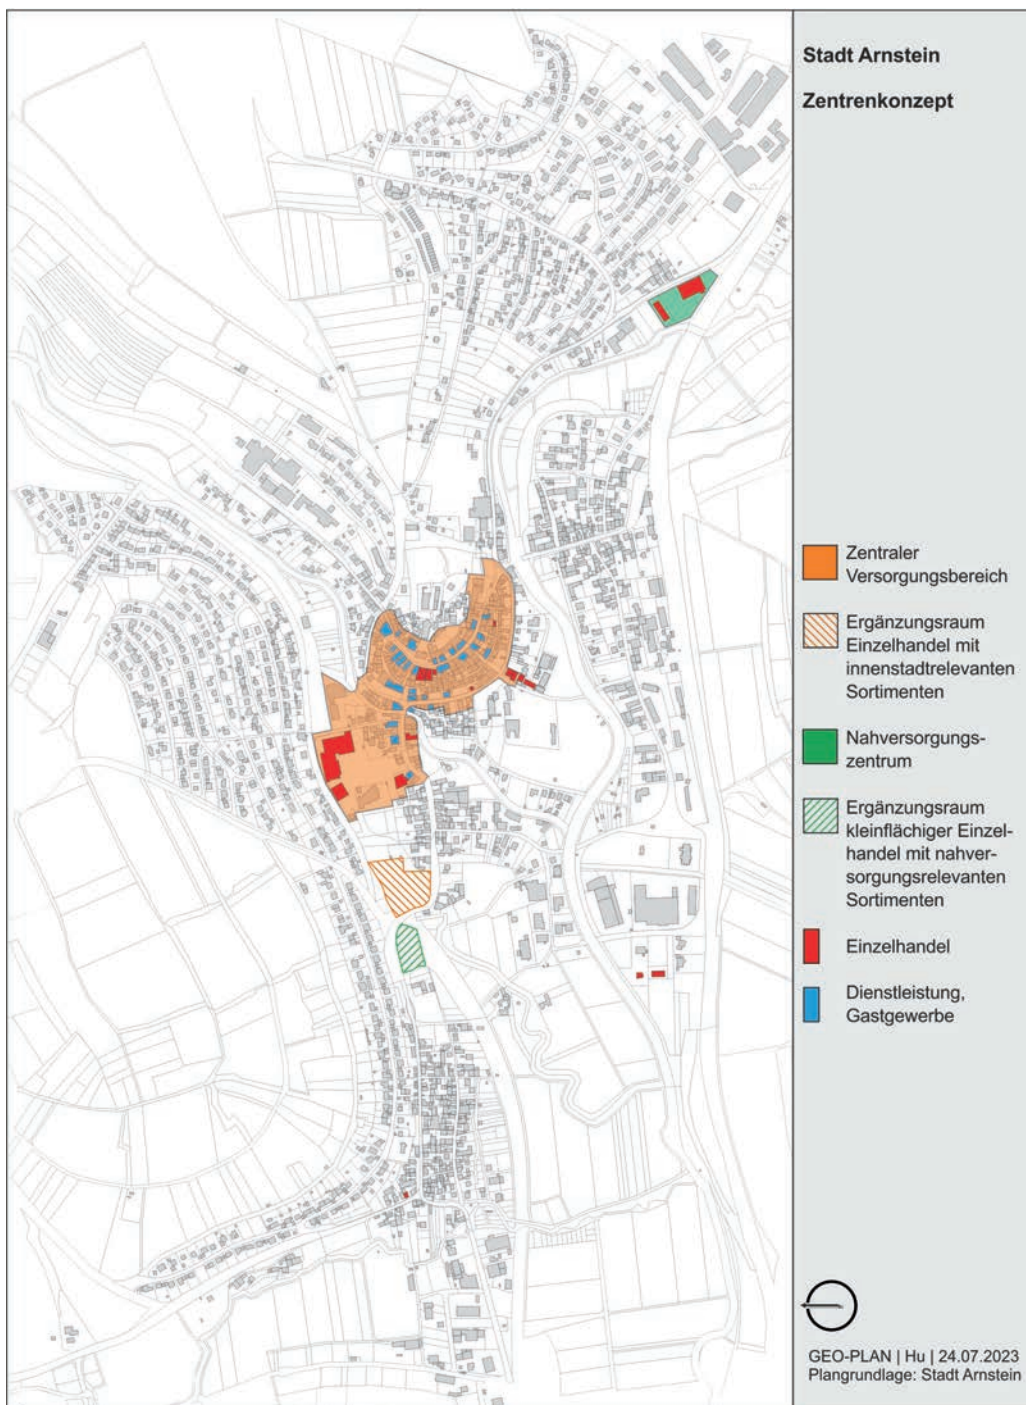 Stadt Arnstein
Zentrenkonzept
Zentraler
Versorgungsbereich
Ergänzungsraum
Einzelhandel mit
innenstadtrelevanten
Sortimenten
Nahversorgungs-
zentrum
Ergänzungsraum
kleinflächiger Einzel-
handel mit nahver-
sorgungsrelevanten
Sortimenten
Einzelhandel
Dienstleistung,
Gastgewerbe
GEO-PLAN | Hu | 24.07.2023
Plangrundlage: Stadt Arnstein